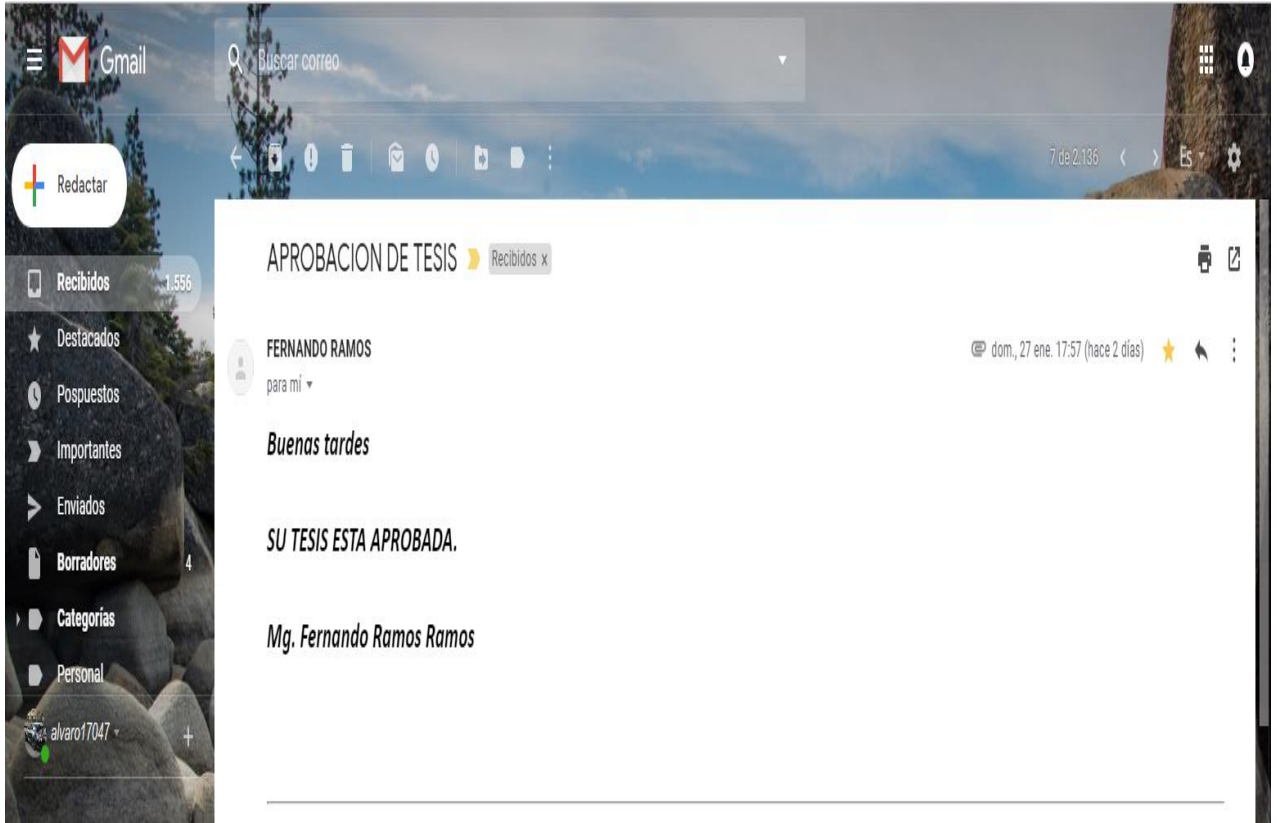 Gmail
Buscar correo
7 de 2.136
Es
Redactar
APROBACION DE TESIS Recibidos x
Recibidos 1.556
Destacados
FERNANDO RAMOS
dom., 27 ene. 17:57 (hace 2 días)
para mí
Pospuestos
Buenas tardes
Importantes
Enviados
SU TESIS ESTA APROBADA.
Borradores 4
Categorías
Mg. Fernando Ramos Ramos
Personal
alvaro17047